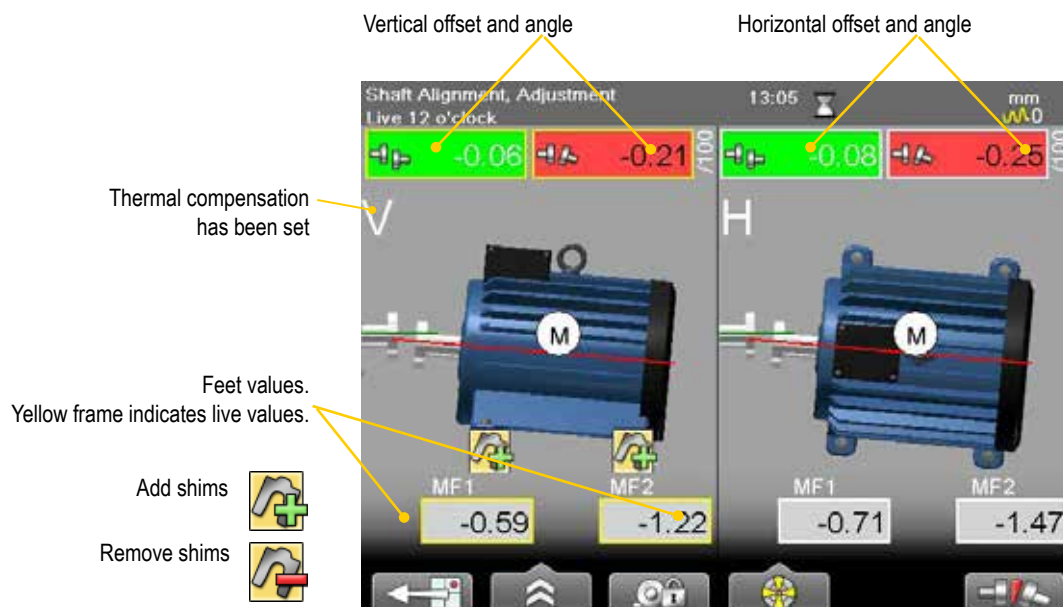 Vertical offset and angle
Horizontal offset and angle
Shaft Alignment, Adjustment
13:05
mm
Live 12 o'clock
0
-0.06
-0.21
/100
-0.08
-0.25
/100
Thermal compensation
has been set
V
H
M
M
Feet values.
Yellow frame indicates live values.
Add shims
Remove shims
MF1
MF2
MF1
MF2
-0.59
-1.22
-0.71
-1.47